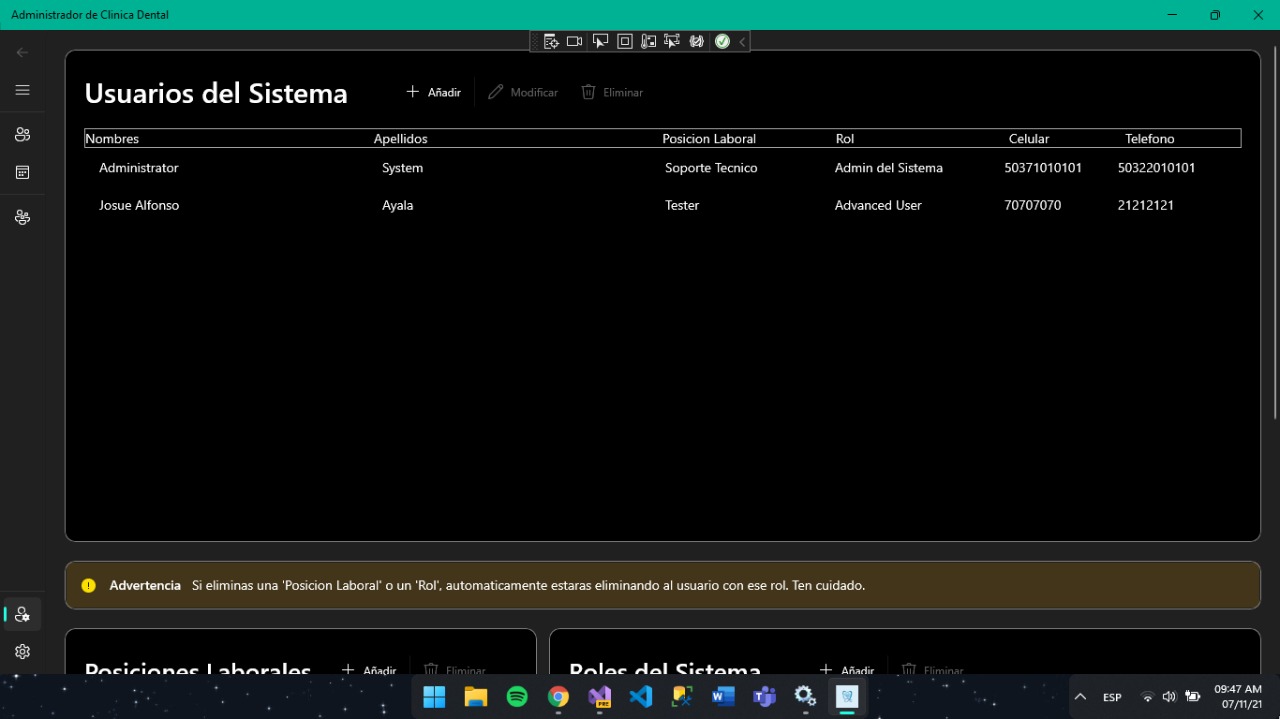 Administrador de Clinica Dental
Usuarios del Sistema
Añadir
Modificar
Eliminar
Nombres Apellidos Posicion Laboral Rol Celular Telefono
Administrator System Soporte Tecnico Admin del Sistema 50371010101 50322010101
Josue Alfonso Ayala Tester Advanced User 70707070 21212121
Advertencia Si eliminas una 'Posicion Laboral' o un 'Rol', automaticamente estaras eliminando al usuario con ese rol. Ten cuidado.
Posiciones Laborales
Añadir
Eliminar
Roles del Sistema
Añadir
Eliminar
PRE
ESP
09:47 AM
07/11/21